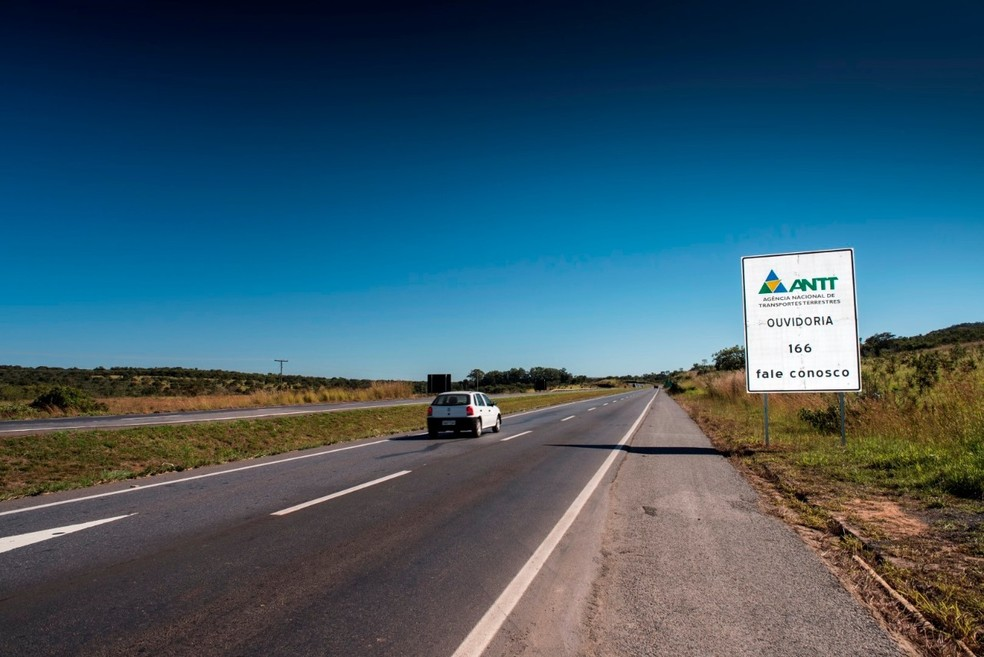 ANTT
AGÊNCIA NACIONAL DE
TRANSPORTES TERRESTRES
OUVIDORIA
166
fale conosco